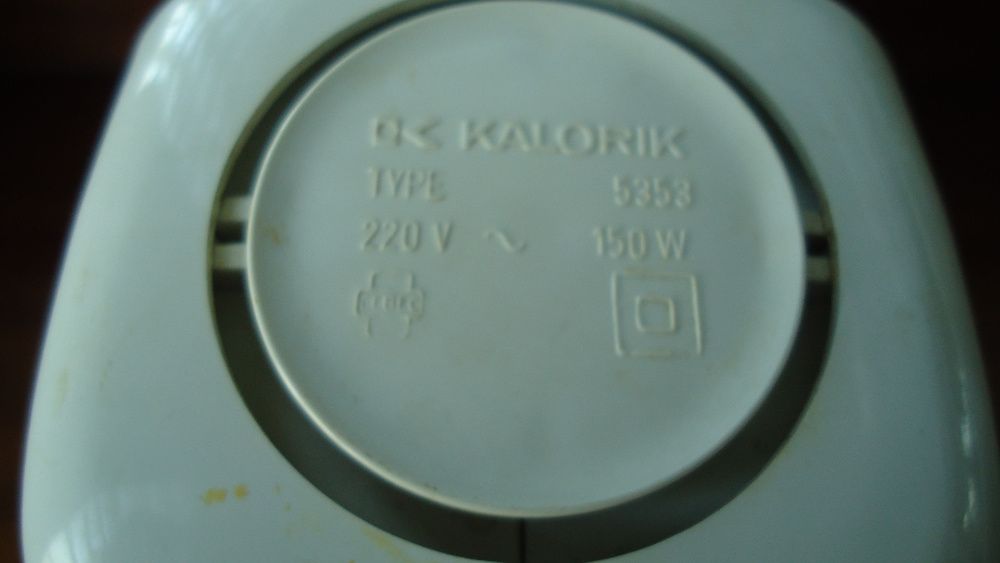 KALORIK
TYPE 5353
220 V ~ 150 W